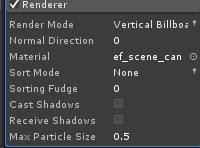 Renderer
Render Mode Vertical Billboa
Normal Direction 0
Material ef_scene_can
Sort Mode None
Sorting Fudge 0
Cast Shadows
Receive Shadows
Max Particle Size 0.5